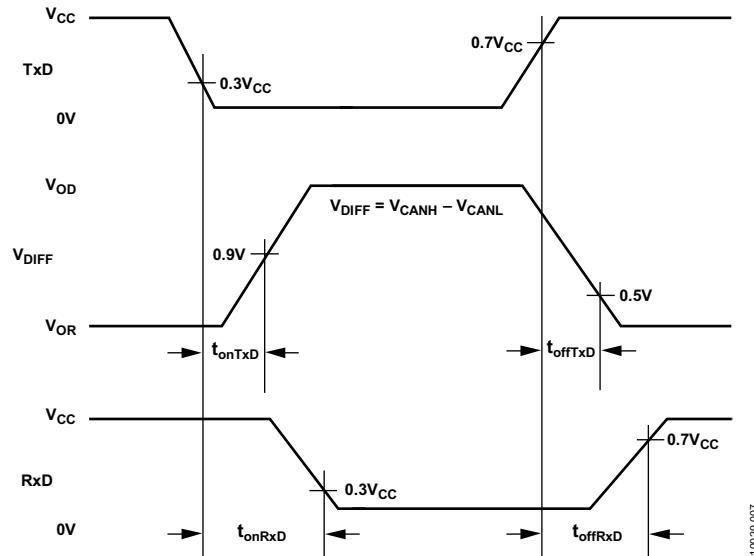 VCC
0.7VCC
TxD
0.3VCC
0V
VOD
VDIFF = VCANH – VCANL
VDIFF
0.9V
0.5V
VOR
tonTxD
toffTxD
VCC
0.7VCC
RxD
0.3VCC
0V
tonRxD
toffRxD